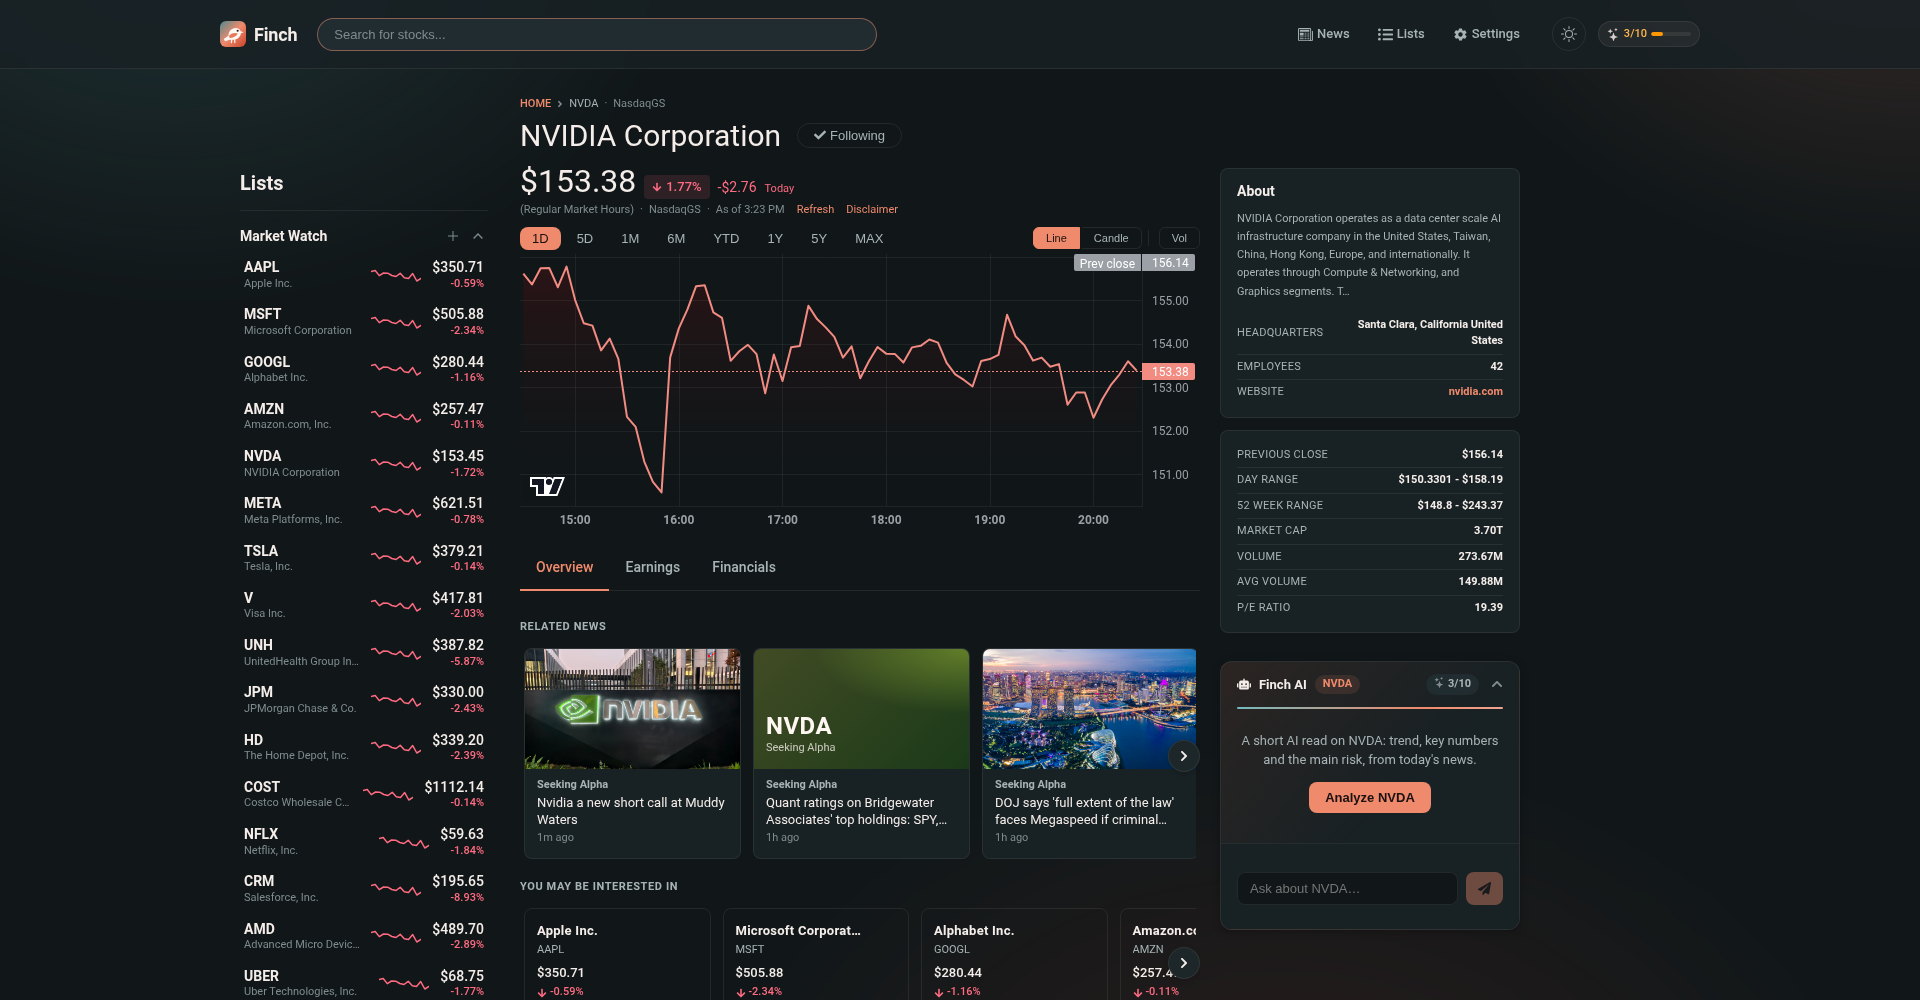 Finch
Search for stocks...
News
Lists
Settings
3/10
HOME › NVDA · NasdaqGS
NVIDIA Corporation
Following
$153.38 1.77% -$2.76 Today
(Regular Market Hours) · NasdaqGS · As of 3:23 PM Refresh Disclaimer
1D 5D 1M 6M YTD 1Y 5Y MAX
Line Candle Vol
Prev close 156.14
155.00
154.00
153.38
153.00
152.00
151.00
15:00 16:00 17:00 18:00 19:00 20:00
Lists
Market Watch
AAPL $350.71
Apple Inc. -0.59%
MSFT $505.88
Microsoft Corporation -2.34%
GOOGL $280.44
Alphabet Inc. -1.16%
AMZN $257.47
Amazon.com, Inc. -0.11%
NVDA $153.45
NVIDIA Corporation -1.72%
META $621.51
Meta Platforms, Inc. -0.78%
TSLA $379.21
Tesla, Inc. -0.14%
V $417.81
Visa Inc. -2.03%
UNH $387.82
UnitedHealth Group In... -5.87%
JPM $330.00
JPMorgan Chase & Co. -2.43%
HD $339.20
The Home Depot, Inc. -2.39%
COST $1112.14
Costco Wholesale C... -0.14%
NFLX $59.63
Netflix, Inc. -1.84%
CRM $195.65
Salesforce, Inc. -8.93%
AMD $489.70
Advanced Micro Devic... -2.89%
UBER $68.75
Uber Technologies, Inc. -1.77%
Overview Earnings Financials
RELATED NEWS
NVIDIA
Seeking Alpha
Nvidia a new short call at Muddy
Waters
1m ago
NVDA
Seeking Alpha
Seeking Alpha
Quant ratings on Bridgewater
Associates' top holdings: SPY,...
1h ago
Seeking Alpha
DOJ says 'full extent of the law'
faces Megaspeed if criminal...
1h ago
YOU MAY BE INTERESTED IN
Apple Inc.
AAPL
$350.71
-0.59%
Microsoft Corporat...
MSFT
$505.88
-2.34%
Alphabet Inc.
GOOGL
$280.44
-1.16%
Amazon.co
AMZN
$257.4
-0.11%
About
NVIDIA Corporation operates as a data center scale AI
infrastructure company in the United States, Taiwan,
China, Hong Kong, Europe, and internationally. It
operates through Compute & Networking, and
Graphics segments. T...
HEADQUARTERS Santa Clara, California United
States
EMPLOYEES 42
WEBSITE nvidia.com
PREVIOUS CLOSE $156.14
DAY RANGE $150.3301 - $158.19
52 WEEK RANGE $148.8 - $243.37
MARKET CAP 3.70T
VOLUME 273.67M
AVG VOLUME 149.88M
P/E RATIO 19.39
Finch AI NVDA 3/10
A short AI read on NVDA: trend, key numbers
and the main risk, from today's news.
Analyze NVDA
Ask about NVDA...